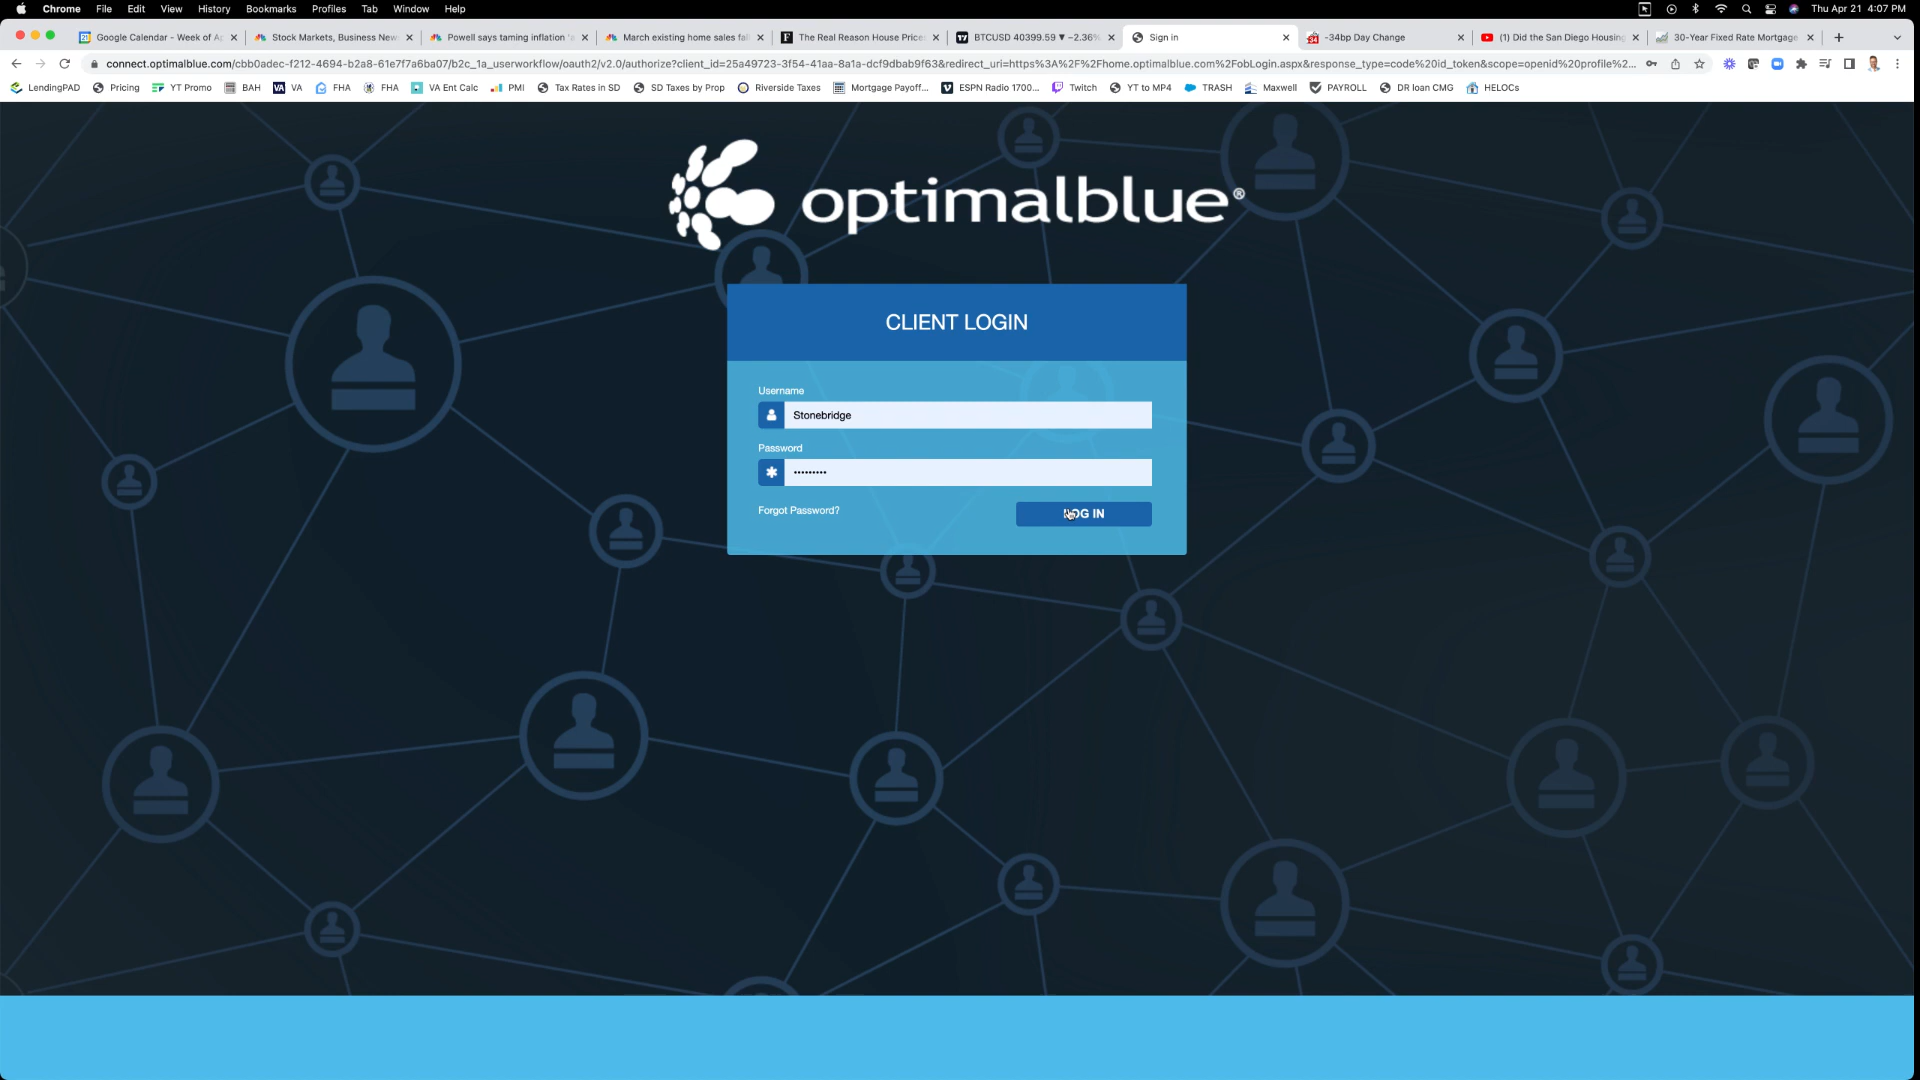 Chrome File Edit View History Bookmarks Profiles Tab Window Help Thu Apr 21 4:07 PM
Google Calendar - Week of A Stock Markets, Business New Powell says taming inflation March existing home sales fal The Real Reason House Price BTCUSD 40399.59 ▼ −2.36% Sign in -34bp Day Change (1) Did the San Diego Housing 30-Year Fixed Rate Mortgage
connect.optimalblue.com/cbb0adec-f212-4694-b2a8-61e7f7a6ba07/b2c_1a_userworkflow/oauth2/v2.0/authorize?client_id=25a49723-3f54-41aa-8a1a-dcf9dbab9f63&redirect_uri=https%3A%2F%2Fhome.optimalblue.com%2FobLogin.aspx&response_type=code%20id_token&scope=openid%20profile%2...
LendingPAD Pricing YT Promo BAH VA FHA FHA VA Ent Calc PMI Tax Rates in SD SD Taxes by Prop Riverside Taxes Mortgage Payoff... ESPN Radio 1700... Twitch YT to MP4 TRASH Maxwell PAYROLL DR loan CMG HELOCs
optimalblue®
CLIENT LOGIN
Username
Stonebridge
Password
Forgot Password? LOG IN